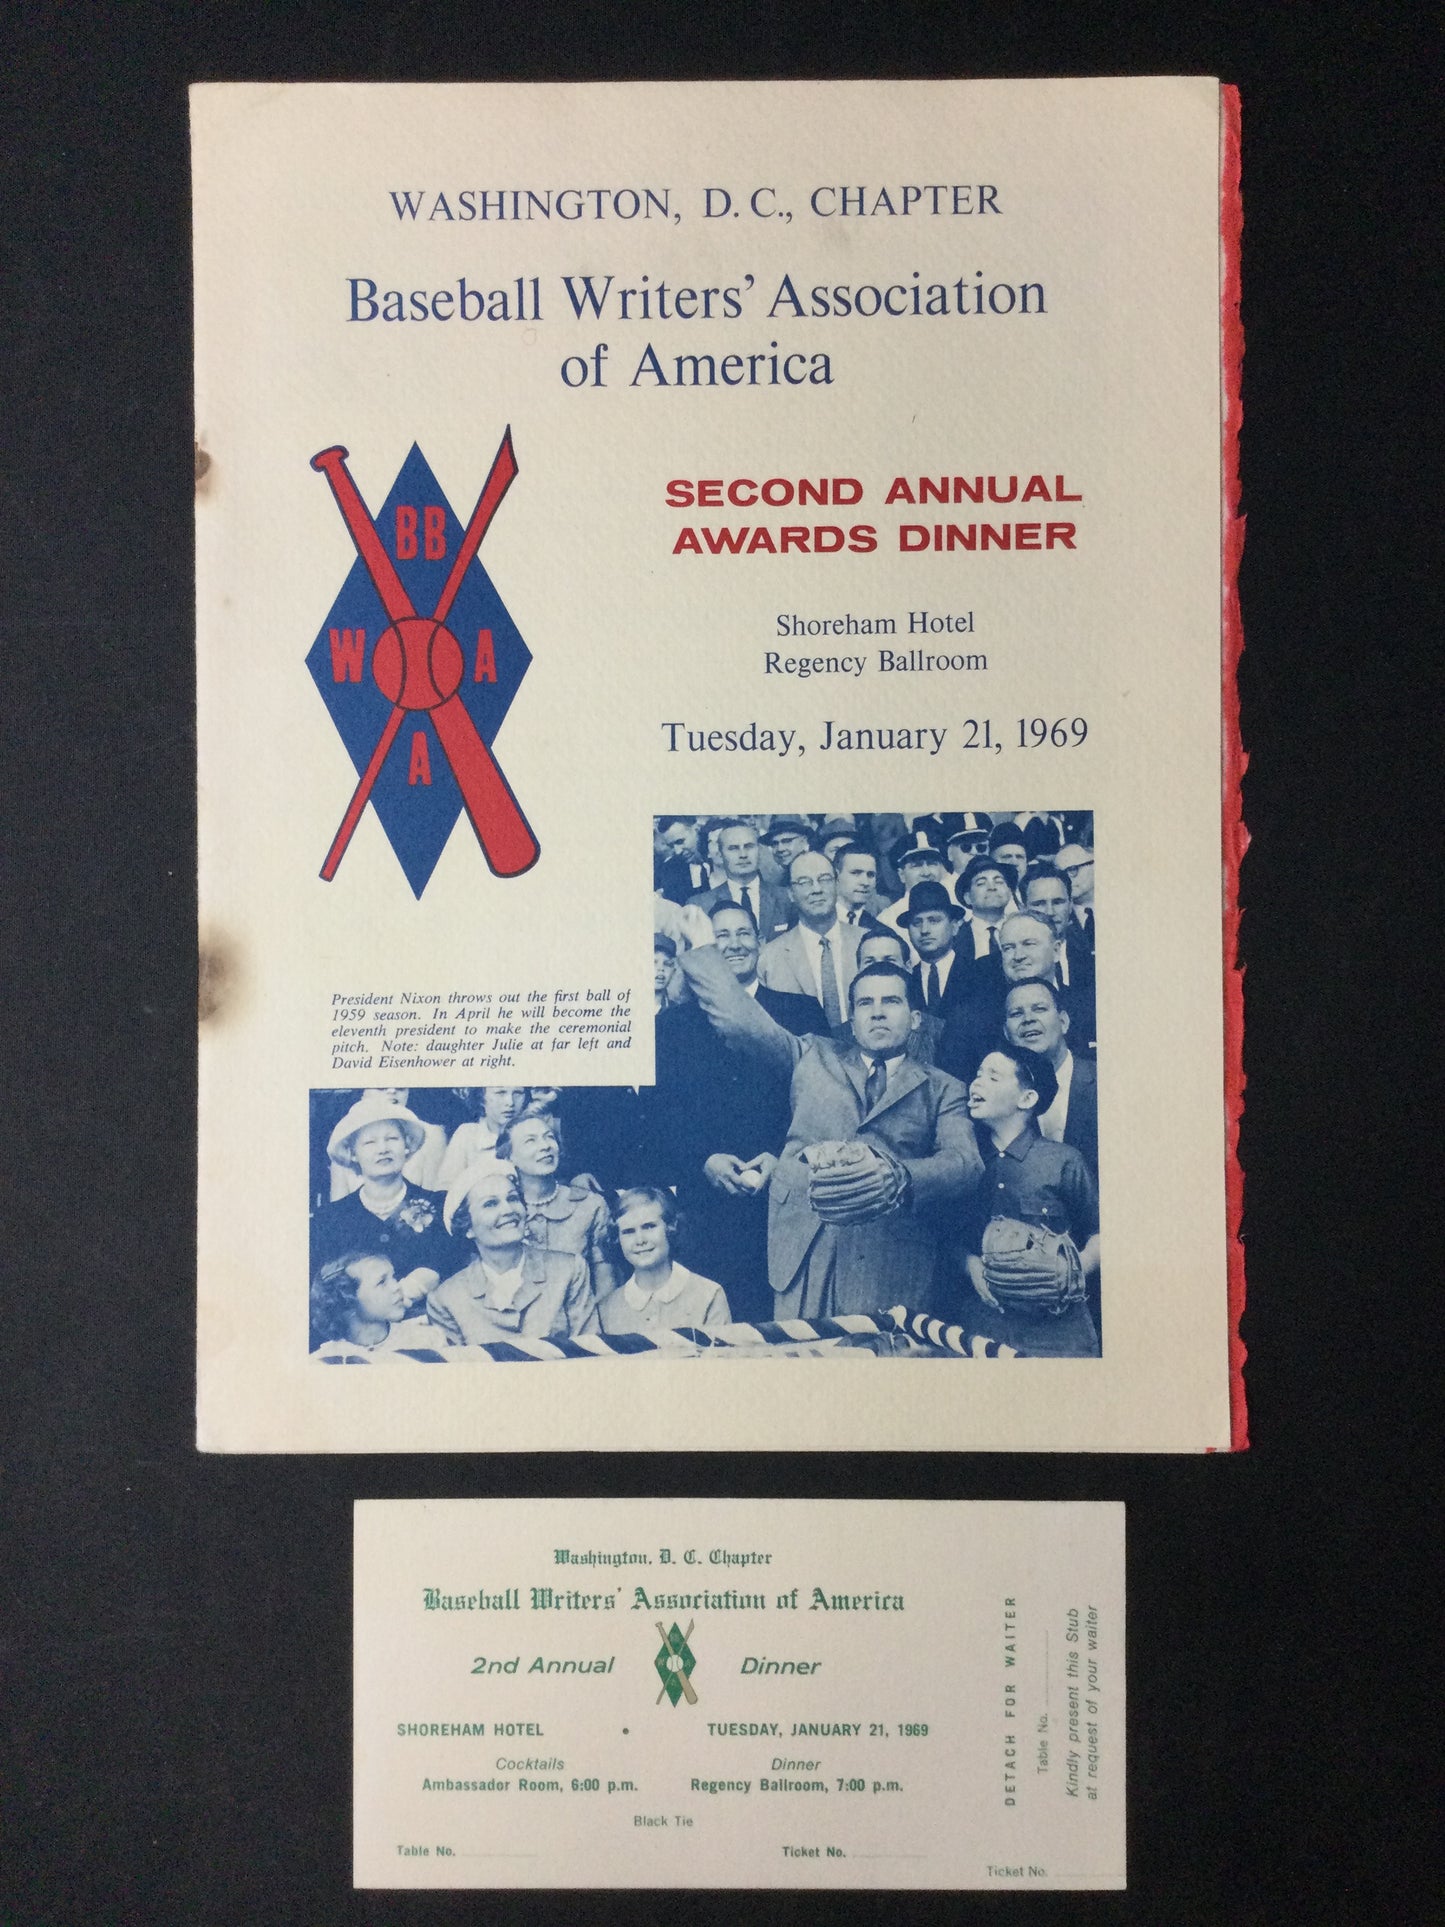 WASHINGTON, D. C., CHAPTER
Baseball Writers' Association
of America
BB
W A
A
SECOND ANNUAL
AWARDS DINNER
Shoreham Hotel
Regency Ballroom
Tuesday, January 21, 1969
President Nixon throws out the first ball of
1959 season. In April he will become the
eleventh president to make the ceremonial
pitch. Note: daughter Julie at far left and
David Eisenhower at right.
Washington, D. C. Chapter
Baseball Writers' Association of America
2nd Annual Dinner
SHOREHAM HOTEL • TUESDAY, JANUARY 21, 1969
Cocktails Dinner
Ambassador Room, 6:00 p.m. Regency Ballroom, 7:00 p.m.
Black Tie
Table No. Ticket No.
DETACH FOR WAITER
Table No.
Kindly present this Stub
at request of your waiter
Ticket No.